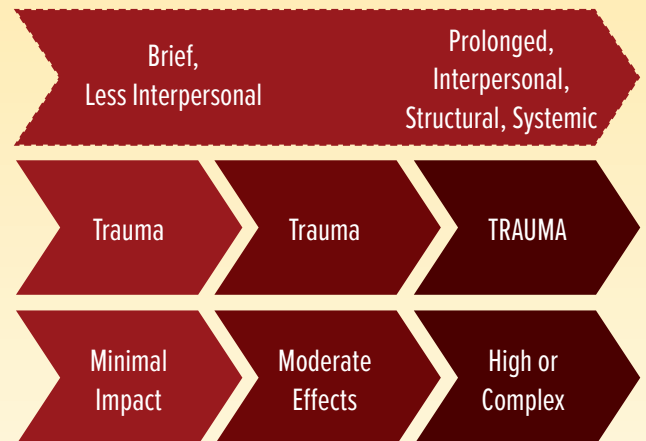 Brief,
Less Interpersonal
Prolonged,
Interpersonal,
Structural, Systemic
Trauma
Trauma
TRAUMA
Minimal
Impact
Moderate
Effects
High or
Complex